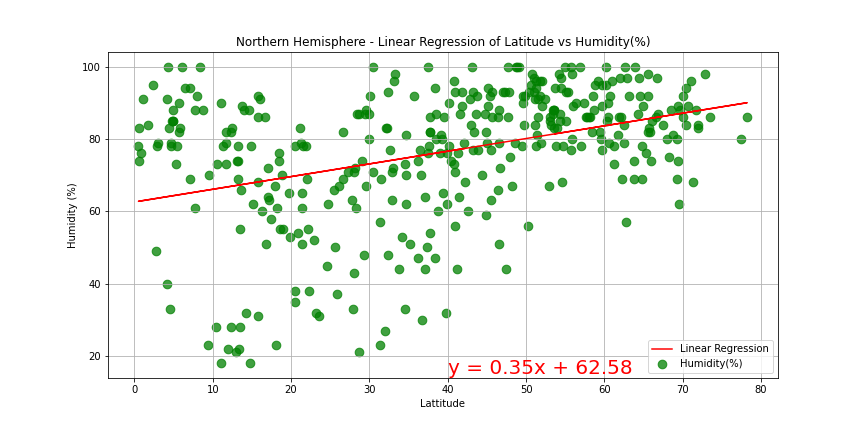 Northern Hemisphere - Linear Regression of Latitude vs Humidity(%)
100
80
60
40
20
Humidity (%)
y = 0.35x + 62.58
Linear Regression
Humidity(%)
0 10 20 30 40 50 60 70 80
Lattitude